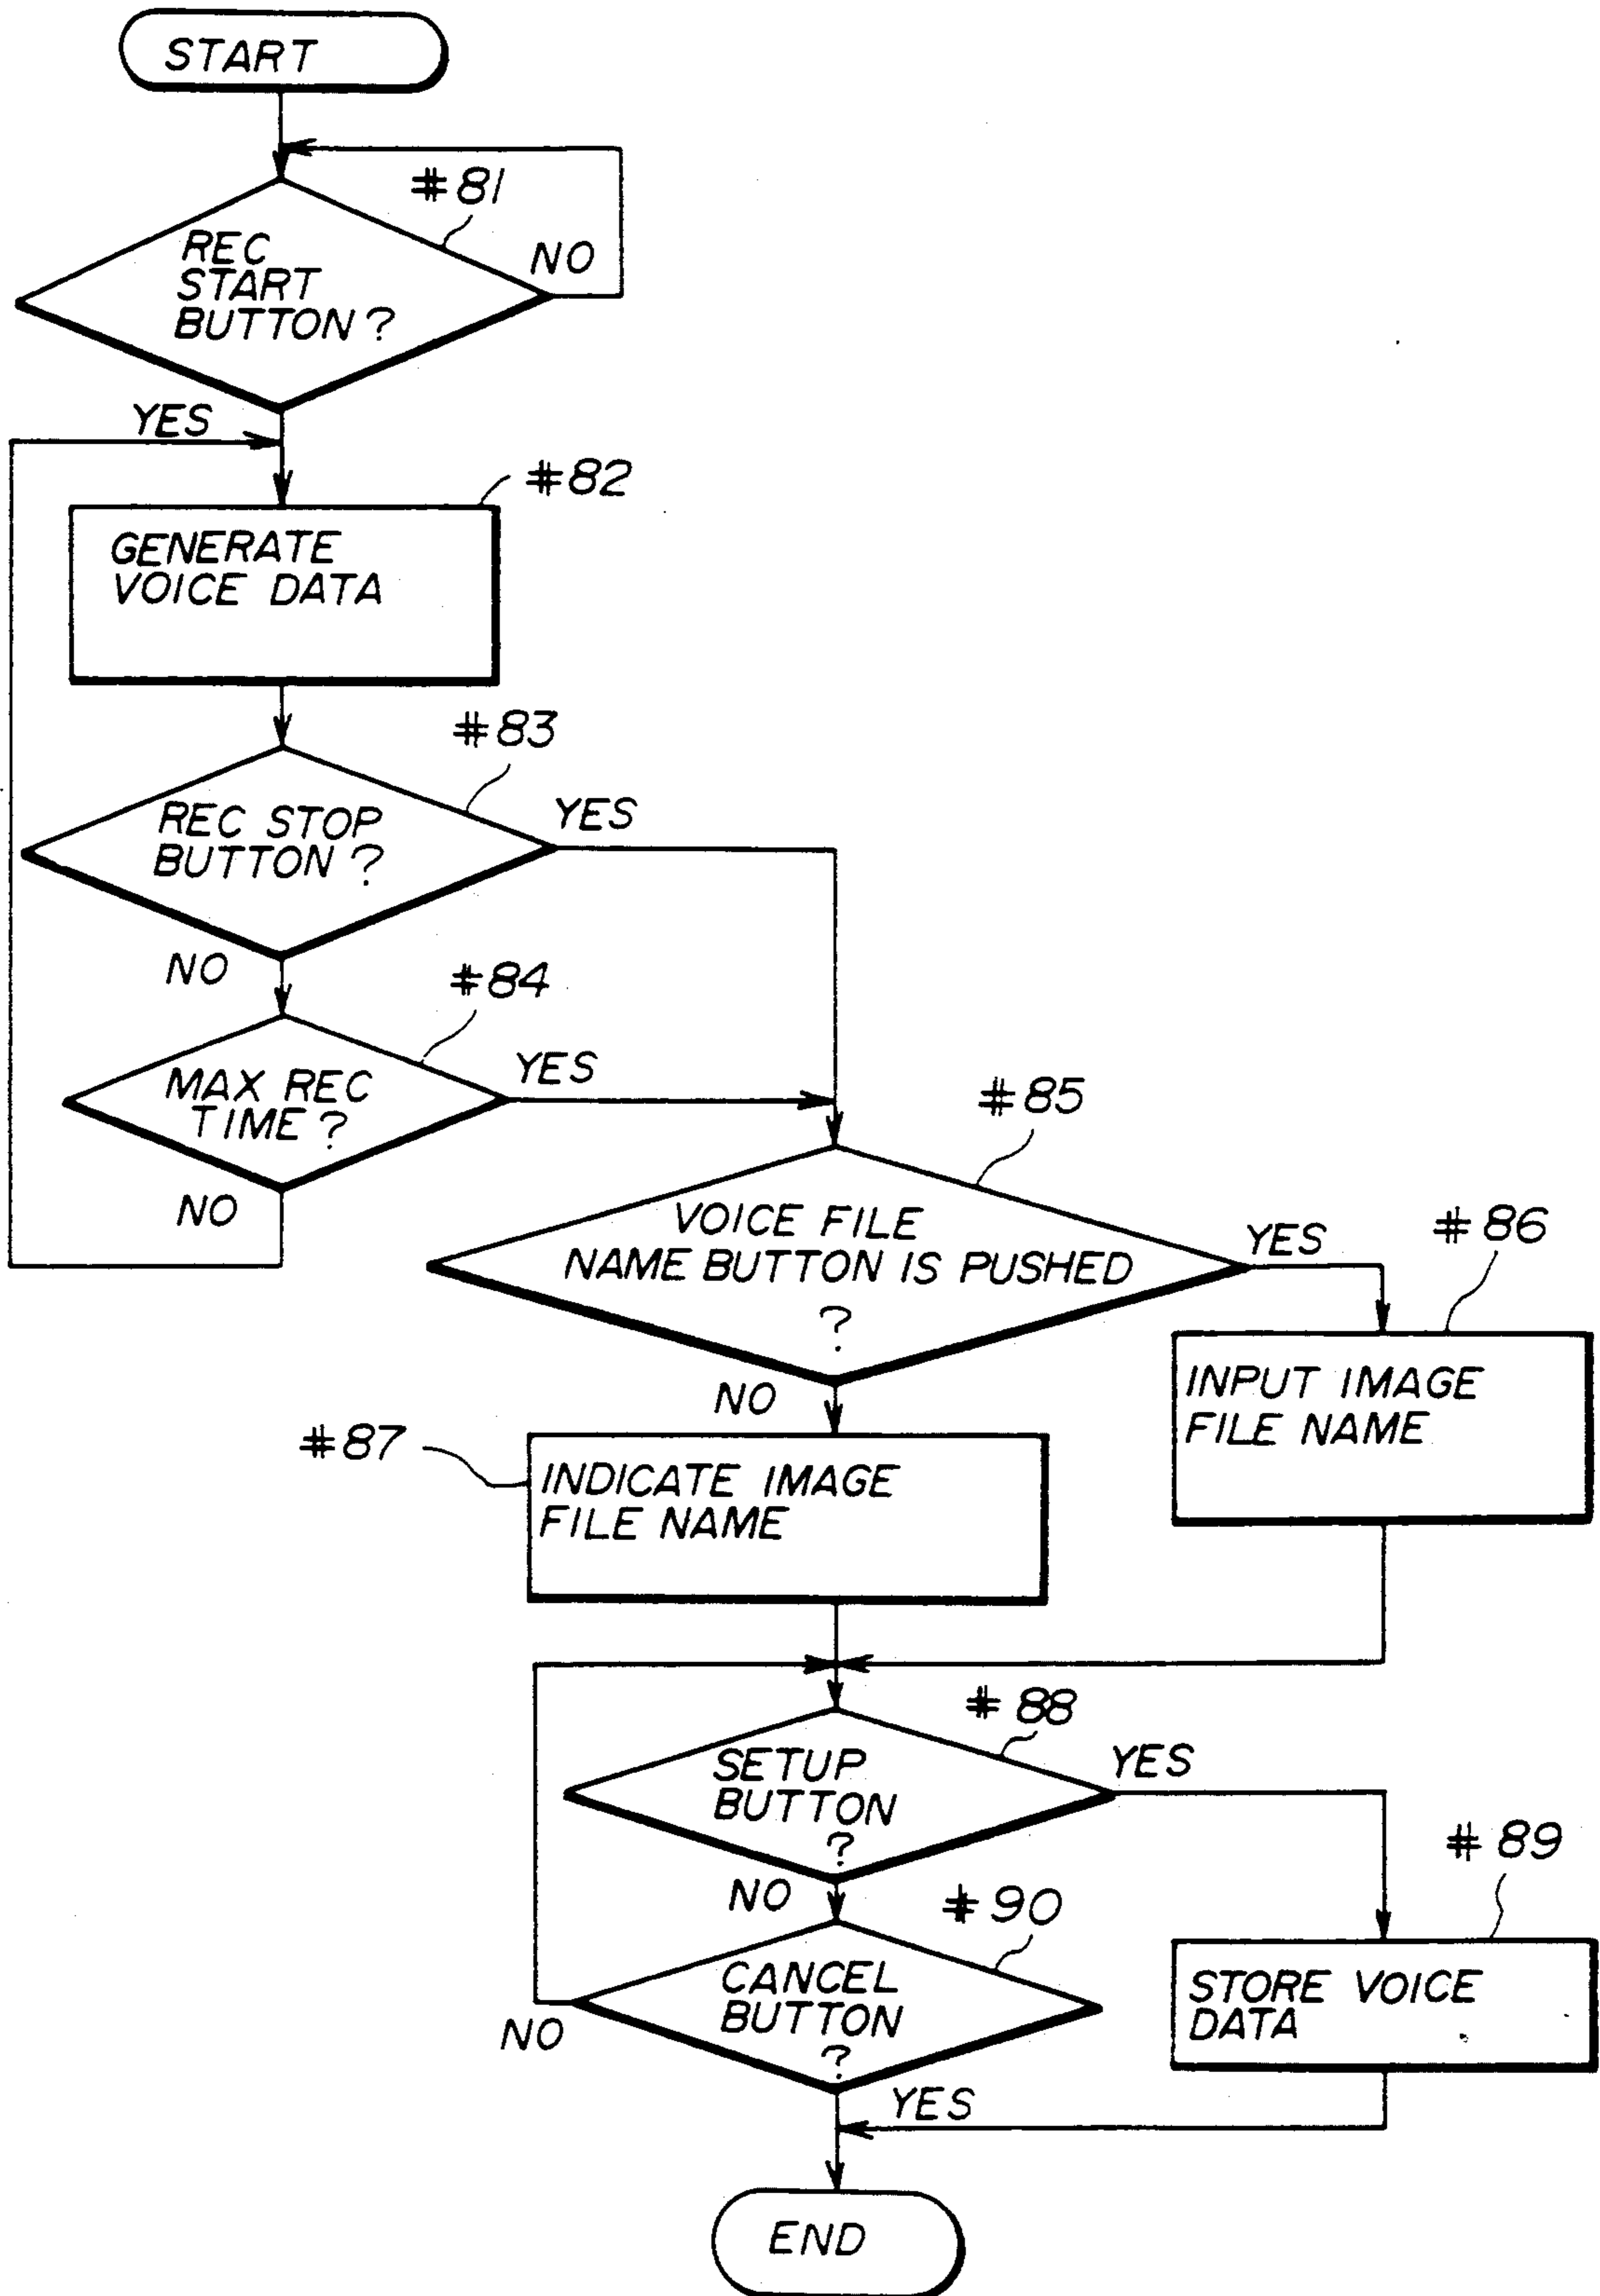 START
#81
REC
START
BUTTON?
NO
YES
#82
GENERATE
VOICE DATA
#83
REC STOP
BUTTON?
YES
NO
#84
MAX REC
TIME?
YES
NO
#85
VOICE FILE
NAME BUTTON IS PUSHED
?
YES
#86
INPUT IMAGE
FILE NAME
NO
#87
INDICATE IMAGE
FILE NAME
#88
SETUP
BUTTON
?
YES
#89
STORE VOICE
DATA
NO
#90
CANCEL
BUTTON
?
NO
YES
END